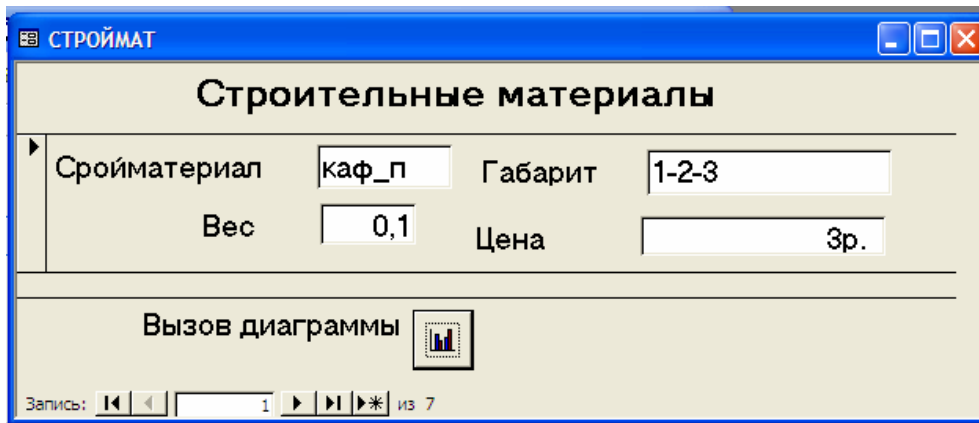 СТРОЙМАТ
Строительные материалы
Сройматериал каф_п Габарит 1-2-3
Вес 0,1 Цена 3р.
Вызов диаграммы
Запись: 1 из 7